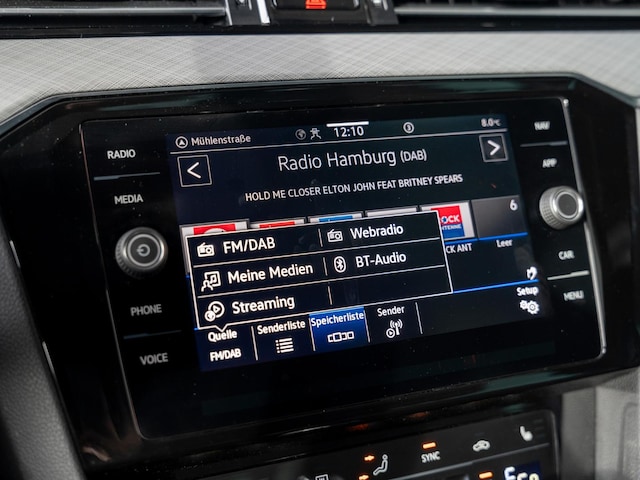 Mühlenstraße
12:10
8.0°C
RADIO
MEDIA
PHONE
VOICE
NAV
APP
CAR
MENU
<
Radio Hamburg (DAB)
>
HOLD ME CLOSER ELTON JOHN FEAT BRITNEY SPEARS
FM/DAB
Webradio
Meine Medien
BT-Audio
Streaming
6
Leer
CK ANT
Setup
Quelle
FM/DAB
Senderliste
Speicherliste
Sender
SYNC